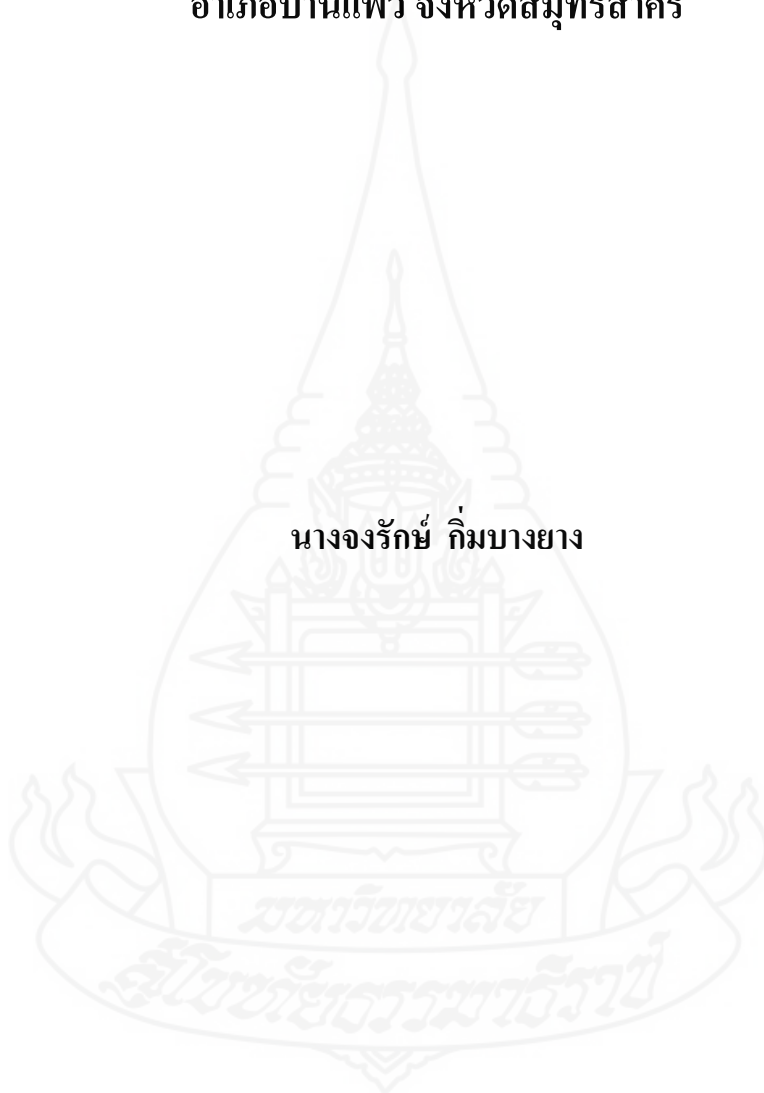 อำเภอบ้านแพ้ว จังหวัดสมุทรสาคร
นางจงรักษ์ กิ่มบางยาง
มหาวิทยาลัย
สุโขทัยธรรมาธิราช